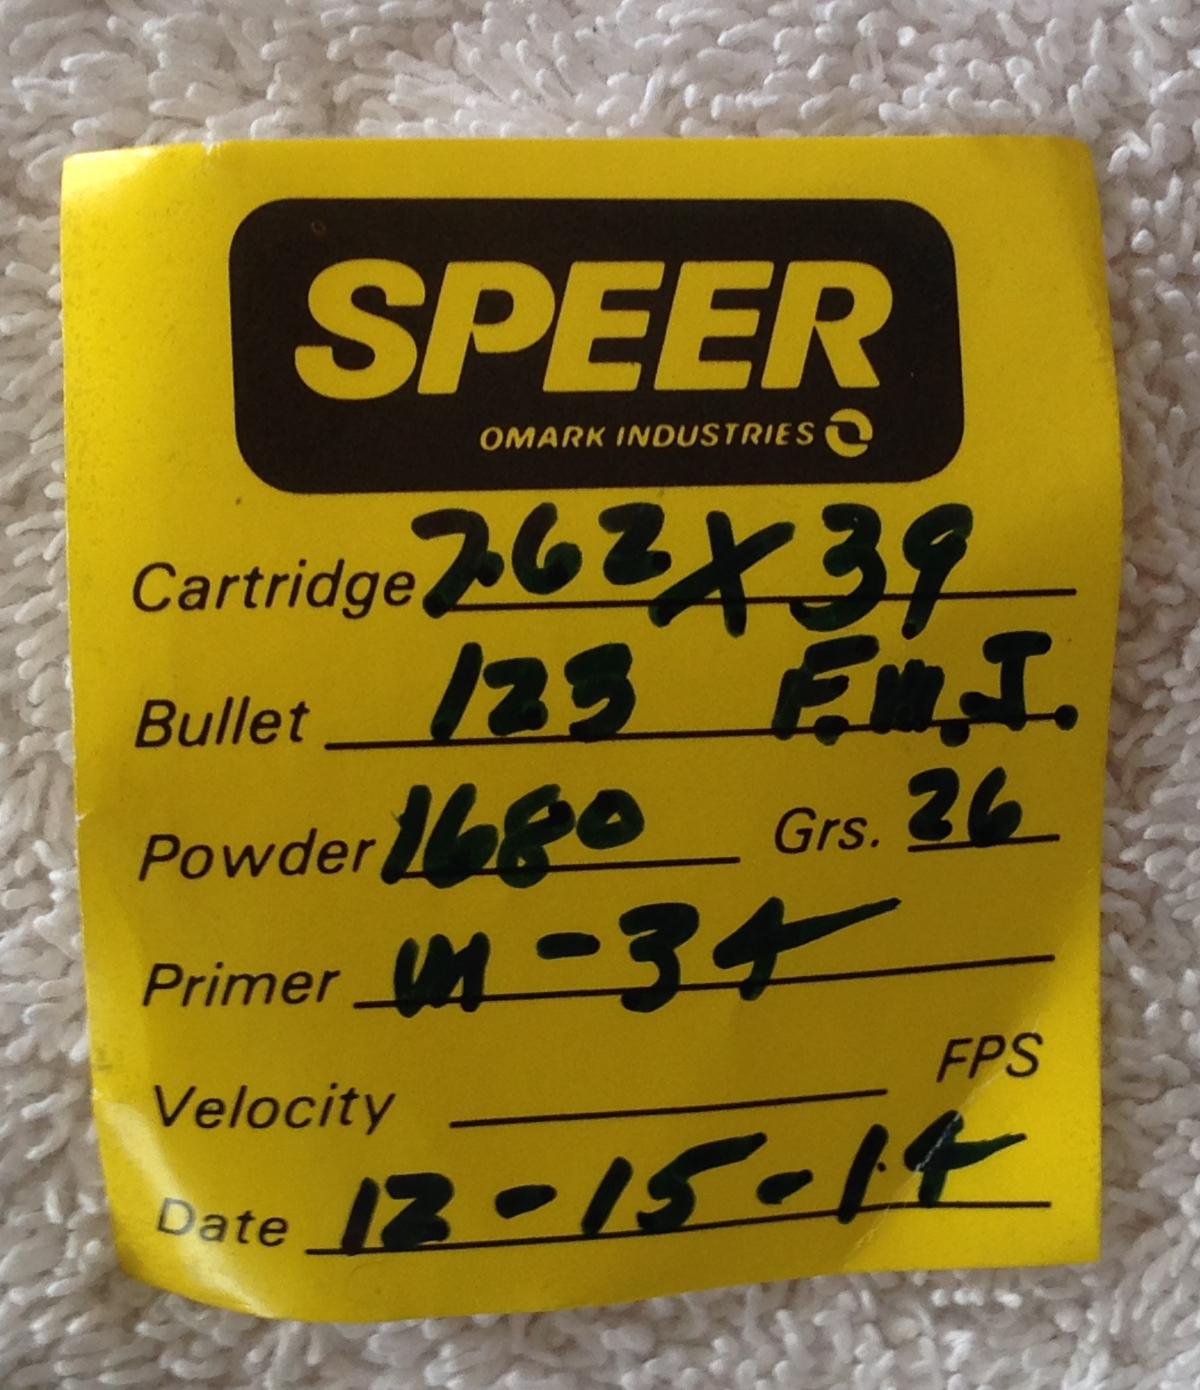 SPEER
OMARK INDUSTRIES
Cartridge 7.62 X 39
Bullet 123 F.M.J.
Powder 1680 Grs. 26
Primer M-34
Velocity FPS
Date 12-15-14